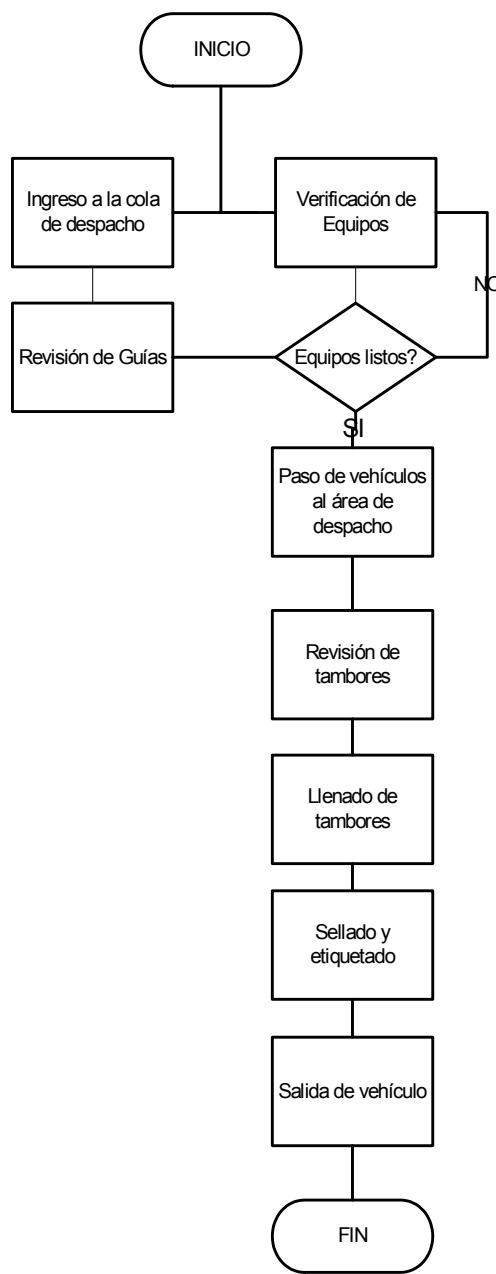 INICIO
Ingreso a la cola
de despacho
Verificación de
Equipos
NO
Revisión de Guías
Equipos listos?
SI
Paso de vehículos
al área de
despacho
Revisión de
tambores
Llenado de
tambores
Sellado y
etiquetado
Salida de vehículo
FIN